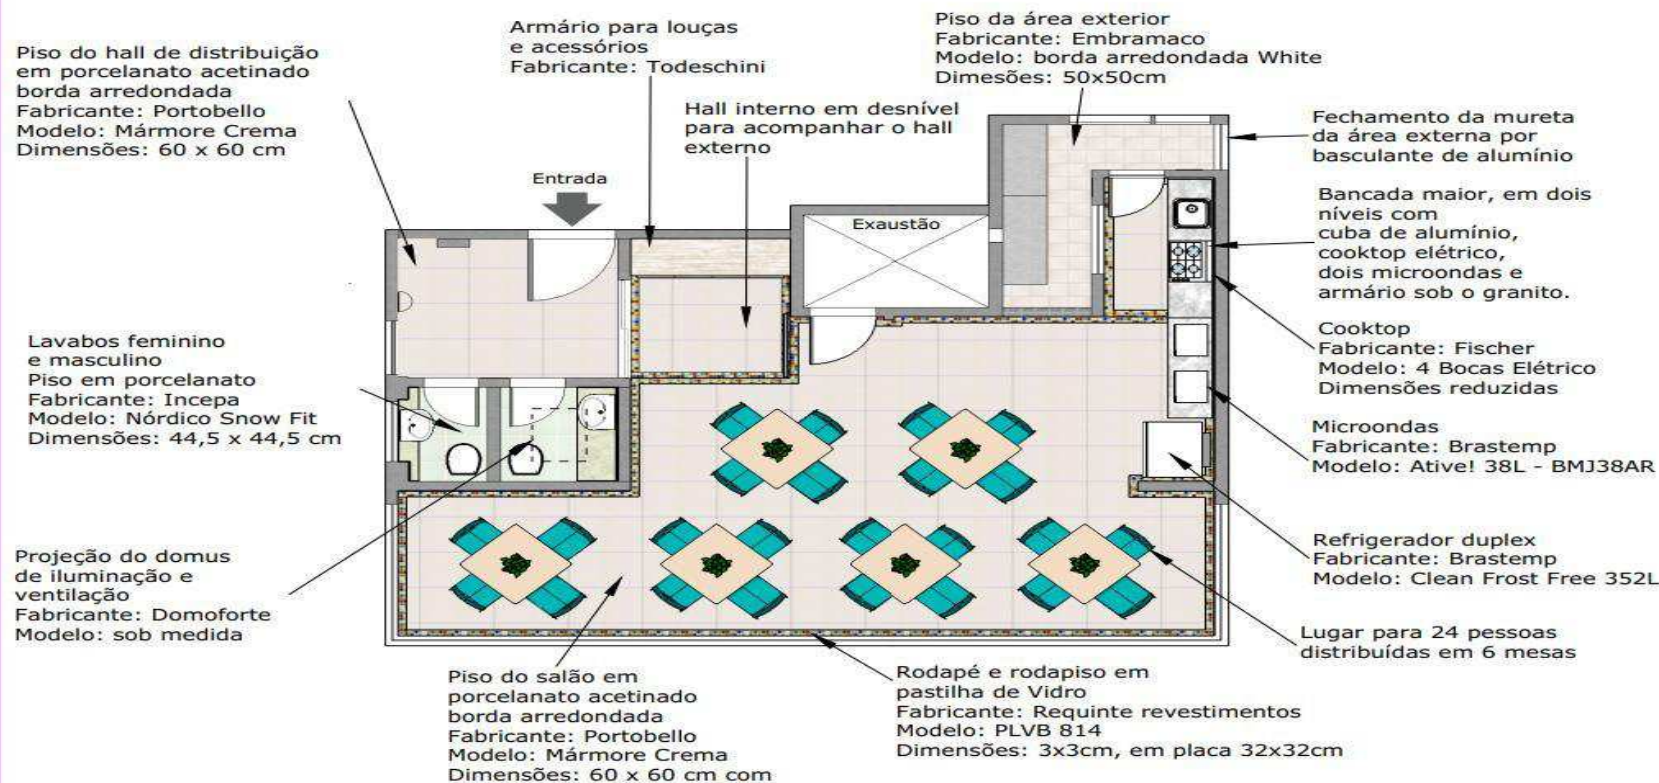 Piso do hall de distribuição
em porcelanato acetinado
borda arredondada
Fabricante: Portobello
Modelo: Mármore Crema
Dimensões: 60 x 60 cm
Armário para louças
e acessórios
Fabricante: Todeschini
Hall interno em desnível
para acompanhar o hall
externo
Piso da área exterior
Fabricante: Embramaco
Modelo: borda arredondada White
Dimesões: 50x50cm
Fechamento da mureta
da área externa por
basculante de alumínio
Entrada
Exaustão
Bancada maior, em dois
níveis com
cuba de alumínio,
cooktop elétrico,
dois microondas e
armário sob o granito.
Cooktop
Fabricante: Fischer
Modelo: 4 Bocas Elétrico
Dimensões reduzidas
Microondas
Fabricante: Brastemp
Modelo: Ative! 38L - BMJ38AR
Refrigerador duplex
Fabricante: Brastemp
Modelo: Clean Frost Free 352L
Lugar para 24 pessoas
distribuídas em 6 mesas
Lavabos feminino
e masculino
Piso em porcelanato
Fabricante: Incepa
Modelo: Nórdico Snow Fit
Dimensões: 44,5 x 44,5 cm
Projeção do domus
de iluminação e
ventilação
Fabricante: Domoforte
Modelo: sob medida
Piso do salão em
porcelanato acetinado
borda arredondada
Fabricante: Portobello
Modelo: Mármore Crema
Dimensões: 60 x 60 cm com
Rodapé e rodapiso em
pastilha de Vidro
Fabricante: Requinte revestimentos
Modelo: PLVB 814
Dimensões: 3x3cm, em placa 32x32cm